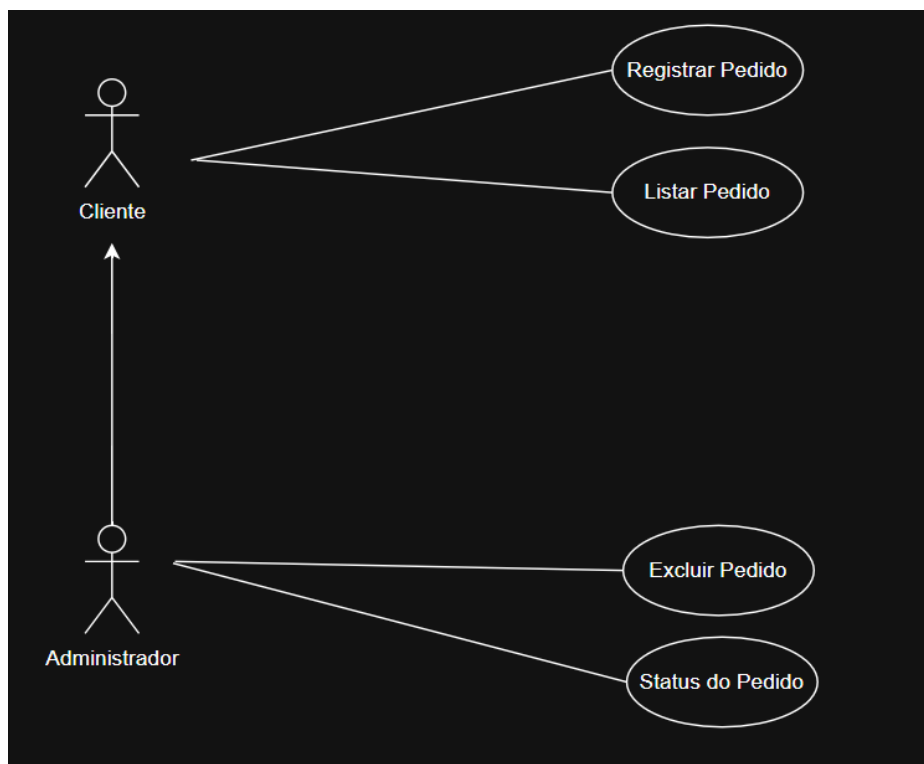 Registrar Pedido
Listar Pedido
Cliente
Excluir Pedido
Administrador
Status do Pedido